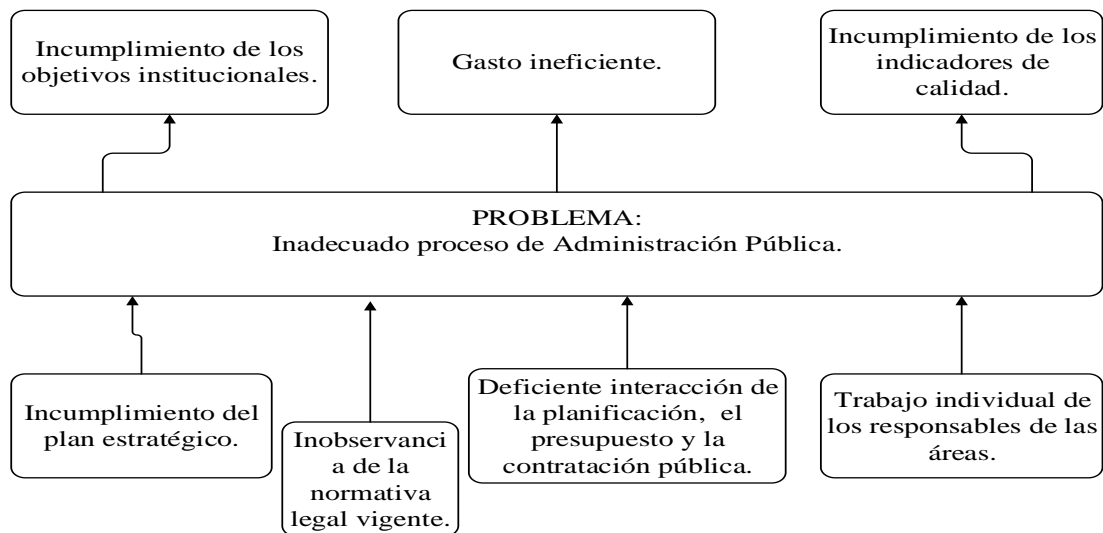 Incumplimiento de los
objetivos institucionales.
Gasto ineficiente.
Incumplimiento de los
indicadores de
calidad.
PROBLEMA:
Inadecuado proceso de Administración Pública.
Incumplimiento del
plan estratégico.
Inobservanci
a de la
normativa
legal vigente.
Deficiente interacción de
la planificación, el
presupuesto y la
contratación pública.
Trabajo individual de
los responsables de las
áreas.